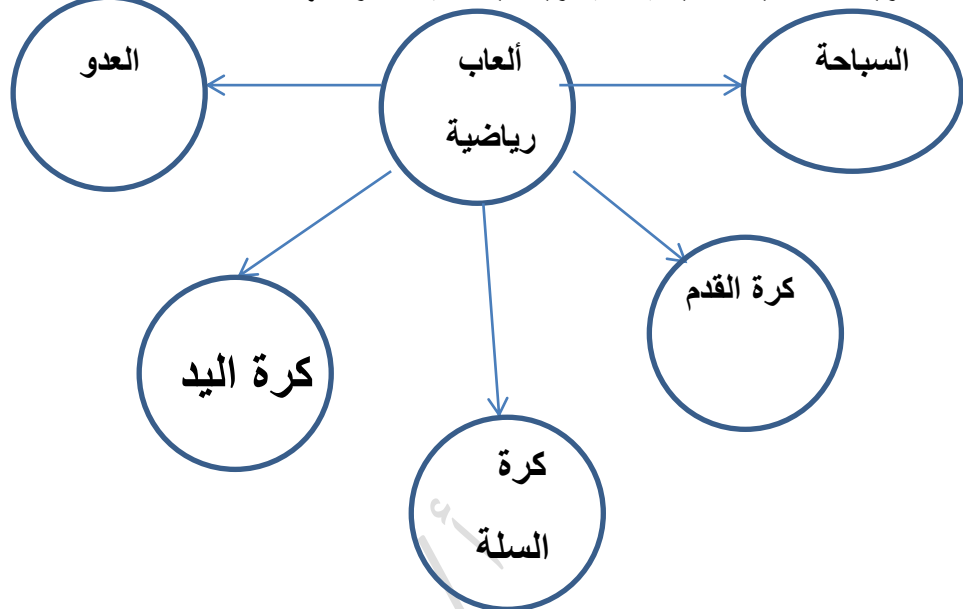 السباحة
ألعاب
رياضية
العدو
كرة القدم
كرة اليد
كرة
السلة